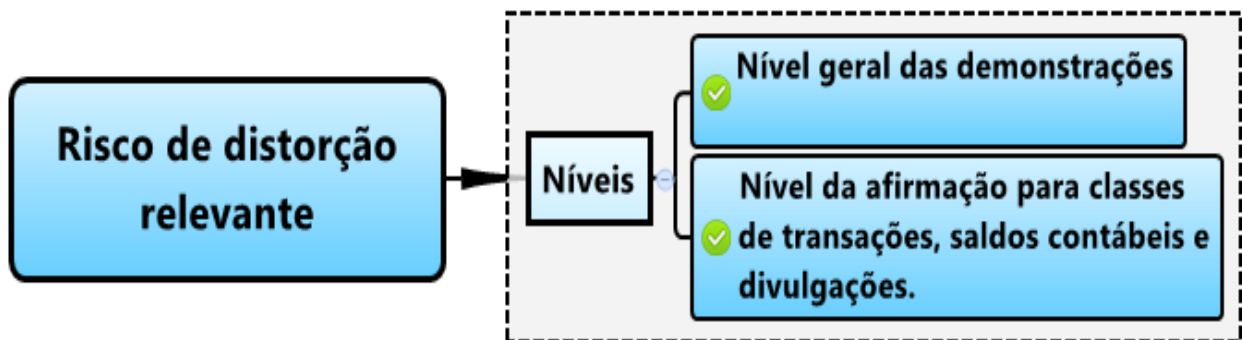 Risco de distorção
relevante
Níveis
Nível geral das demonstrações
Nível da afirmação para classes
de transações, saldos contábeis e
divulgações.